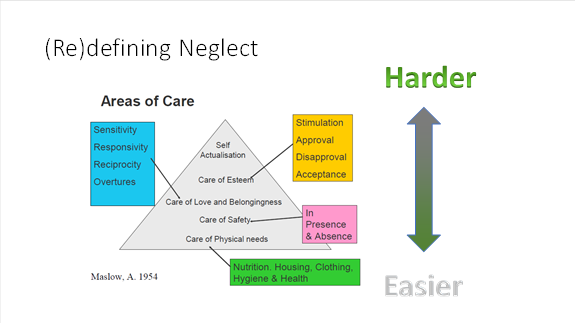 (Re)defining Neglect
Harder
Areas of Care
Sensitivity
Responsivity
Reciprocity
Overtures
Stimulation
Approval
Disapproval
Acceptance
Self
Actualisation
Care of Esteem
Care of Love and Belongingness
Care of Safety
Care of Physical needs
In
Presence
& Absence
Nutrition. Housing, Clothing,
Hygiene & Health
Maslow, A. 1954
Easier